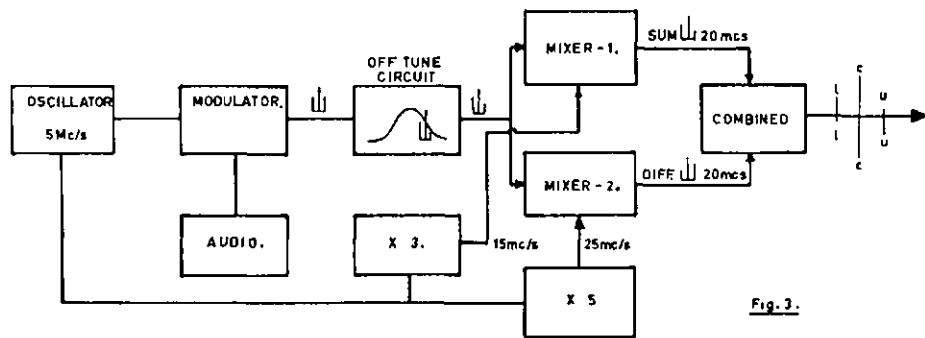 OSCILLATOR
5Mc/s
MODULATOR.
AUDIO.
OFF TUNE
CIRCUIT
X 3.
15mc/s
MIXER-1.
MIXER-2.
25mc/s
X 5
SUM 20mcs
DIFF 20mcs
COMBINED
l
l
c
c
u
u
Fig.3.